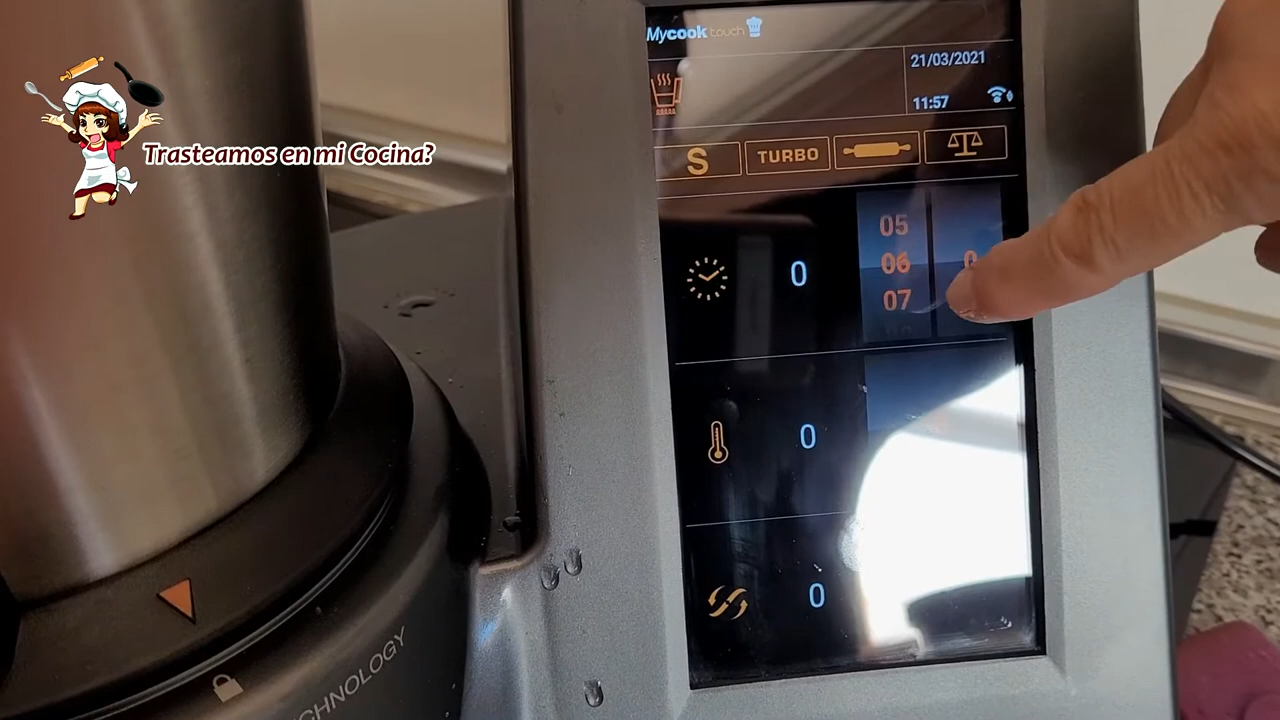 Mycook touch
21/03/2021
11:57
Trasteamos en mi Cocina?
S
TURBO
05
06
07
0
0
0
0
CHNOLOGY